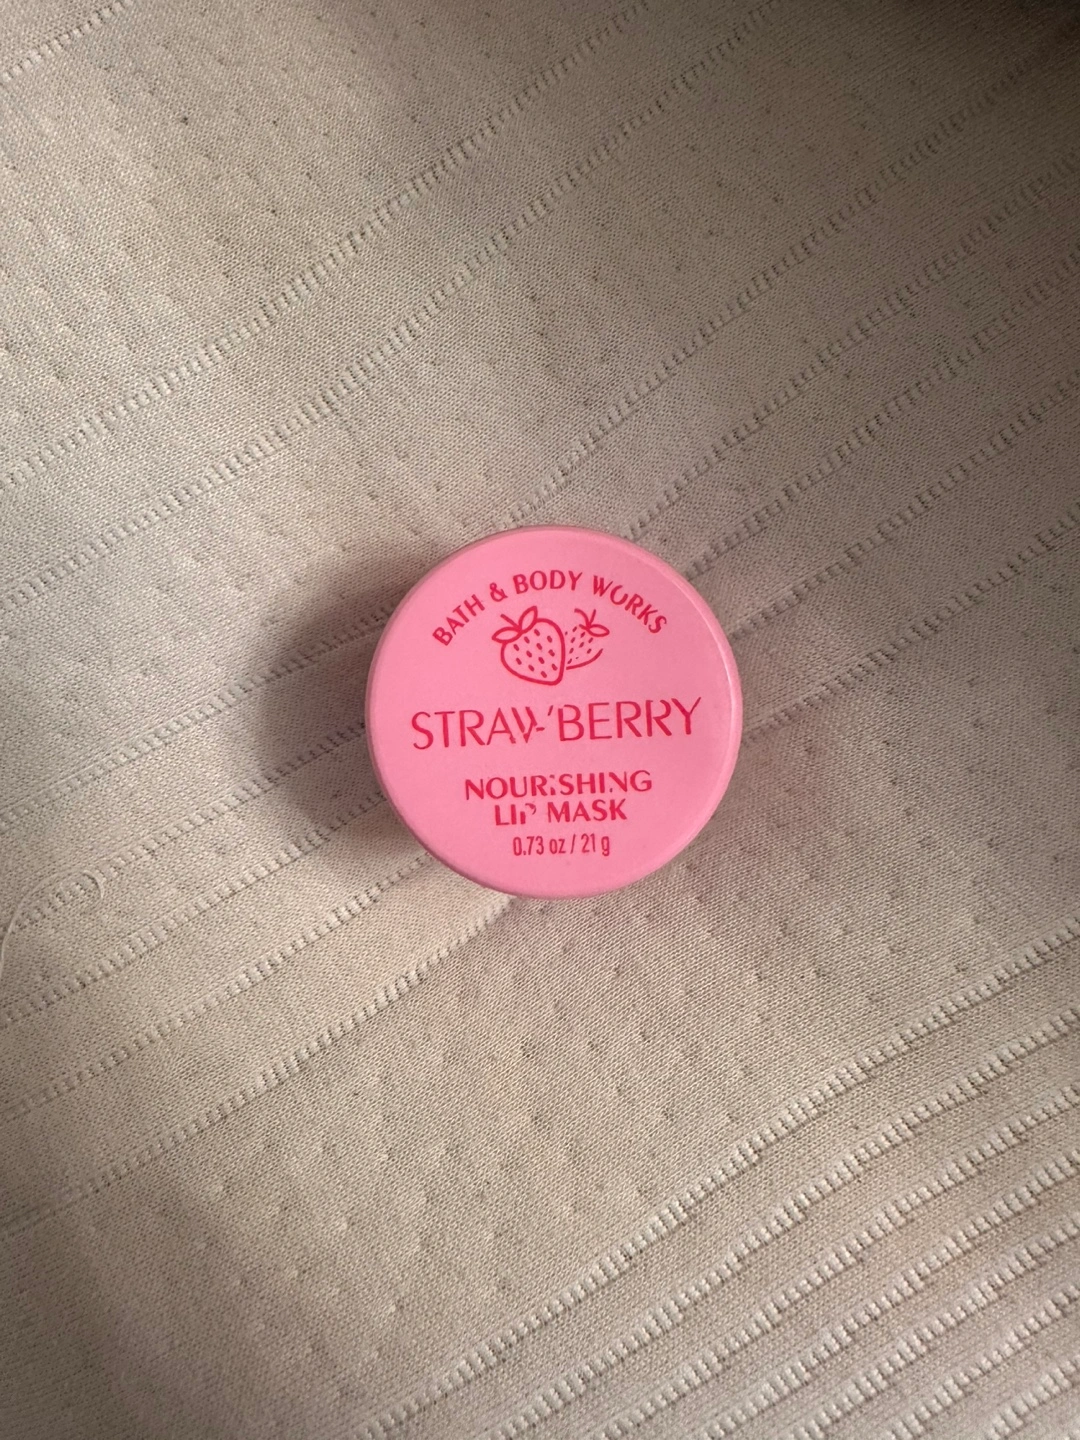 BATH & BODY WORKS
STRAWBERRY
NOURISHING
LIP MASK
0.73 oz / 21 g